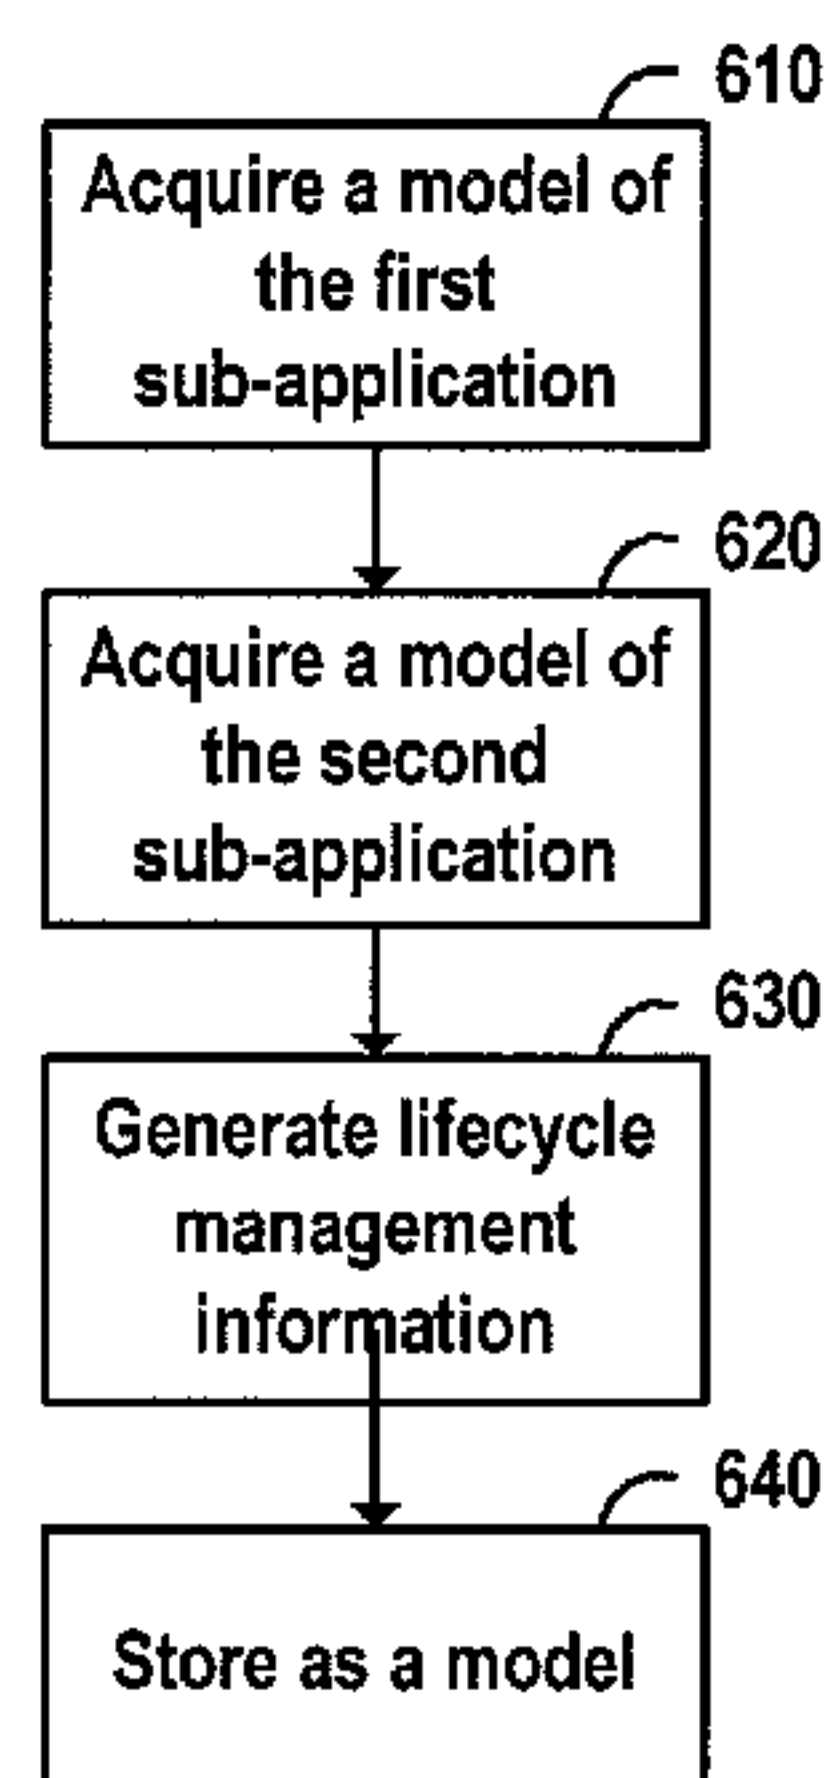 610
Acquire a model of
the first
sub-application
620
Acquire a model of
the second
sub-application
630
Generate lifecycle
management
information
640
Store as a model